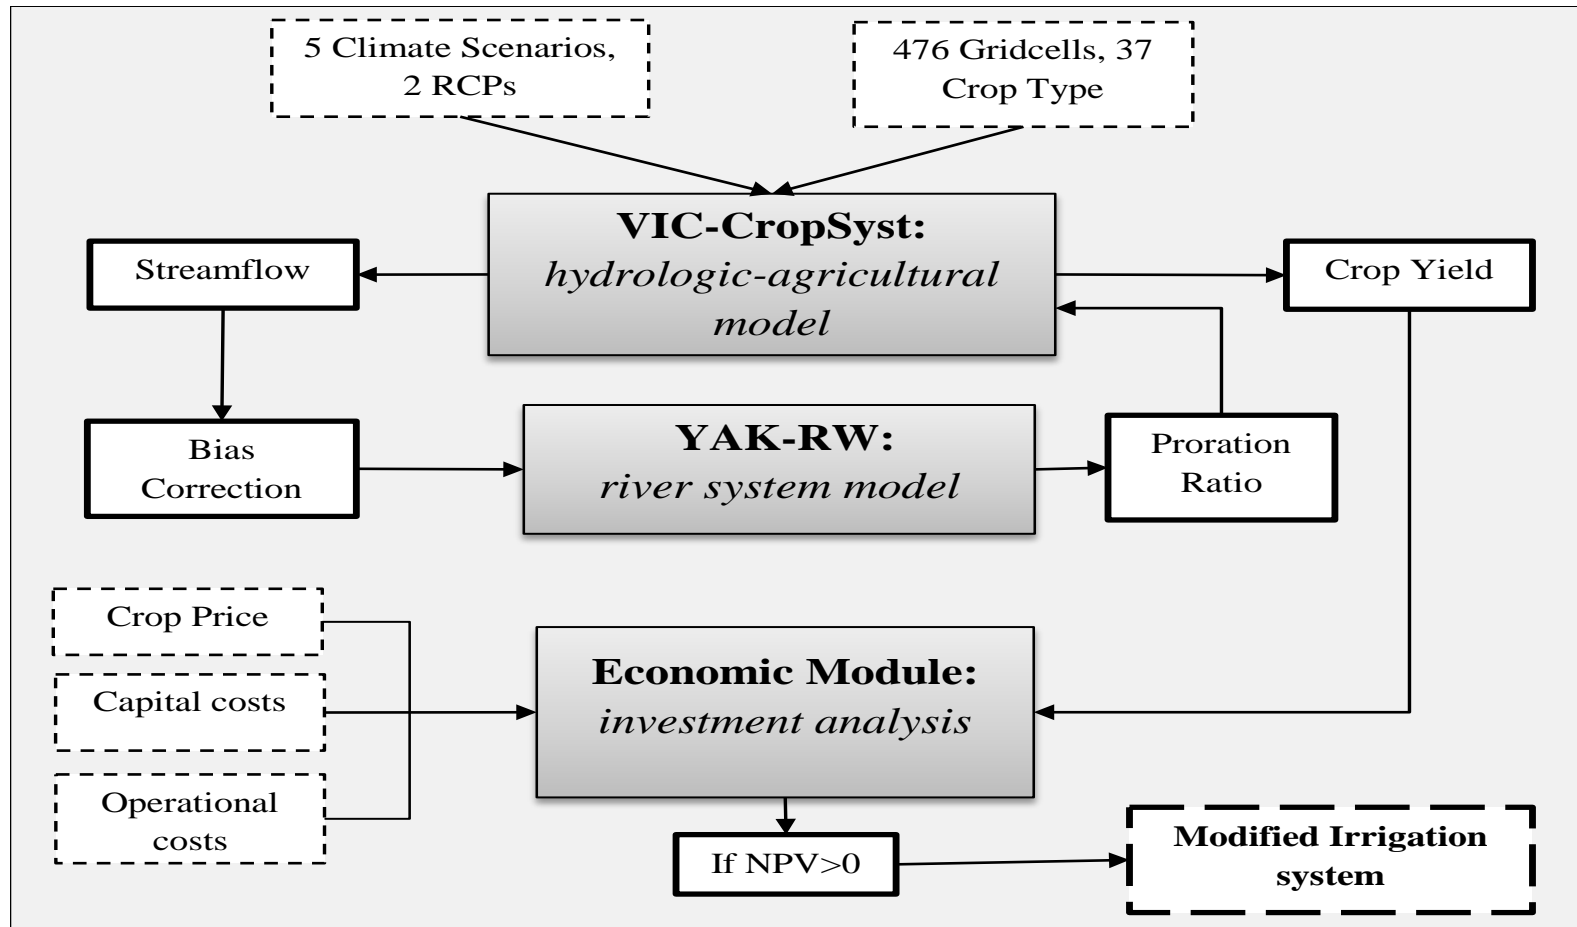 5 Climate Scenarios,
2 RCPs
476 Gridcells, 37
Crop Type
VIC-CropSyst:
hydrologic-agricultural
model
Streamflow
Crop Yield
Bias
Correction
YAK-RW:
river system model
Proration
Ratio
Crop Price
Capital costs
Operational
costs
Economic Module:
investment analysis
If NPV>0
Modified Irrigation
system